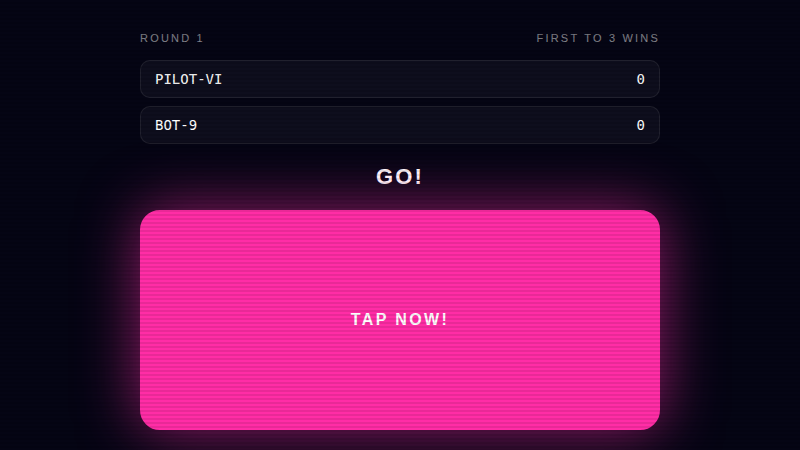 ROUND 1 FIRST TO 3 WINS
PILOT-VI 0
BOT-9 0
GO!
TAP NOW!